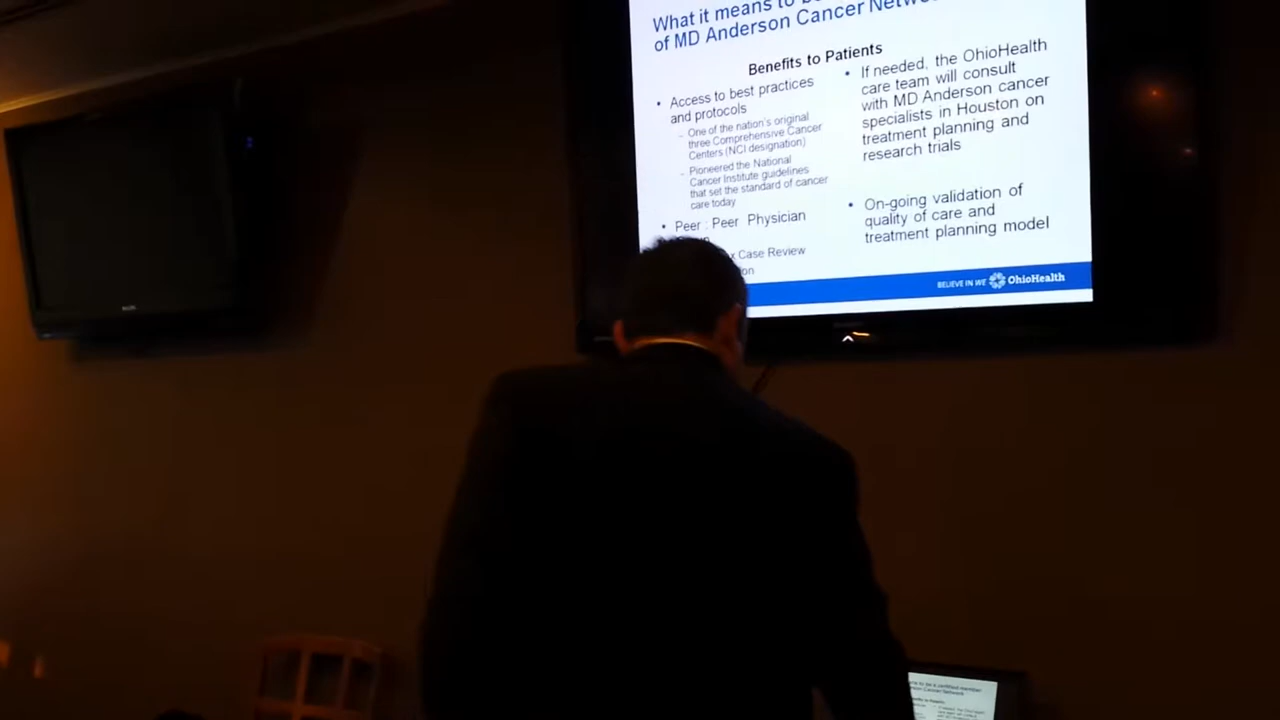 What it means to be
of MD Anderson Cancer Network
Benefits to Patients
• Access to best practices
and protocols
– One of the nation's original
three Comprehensive Cancer
Centers (NCI designation)
– Pioneered the National
Cancer Institute guidelines
that set the standard of cancer
care today
• Peer : Peer Physician
Case Review
• If needed, the OhioHealth
care team will consult
with MD Anderson cancer
specialists in Houston on
treatment planning and
research trials
• On-going validation of
quality of care and
treatment planning model
BELIEVE IN WE OhioHealth